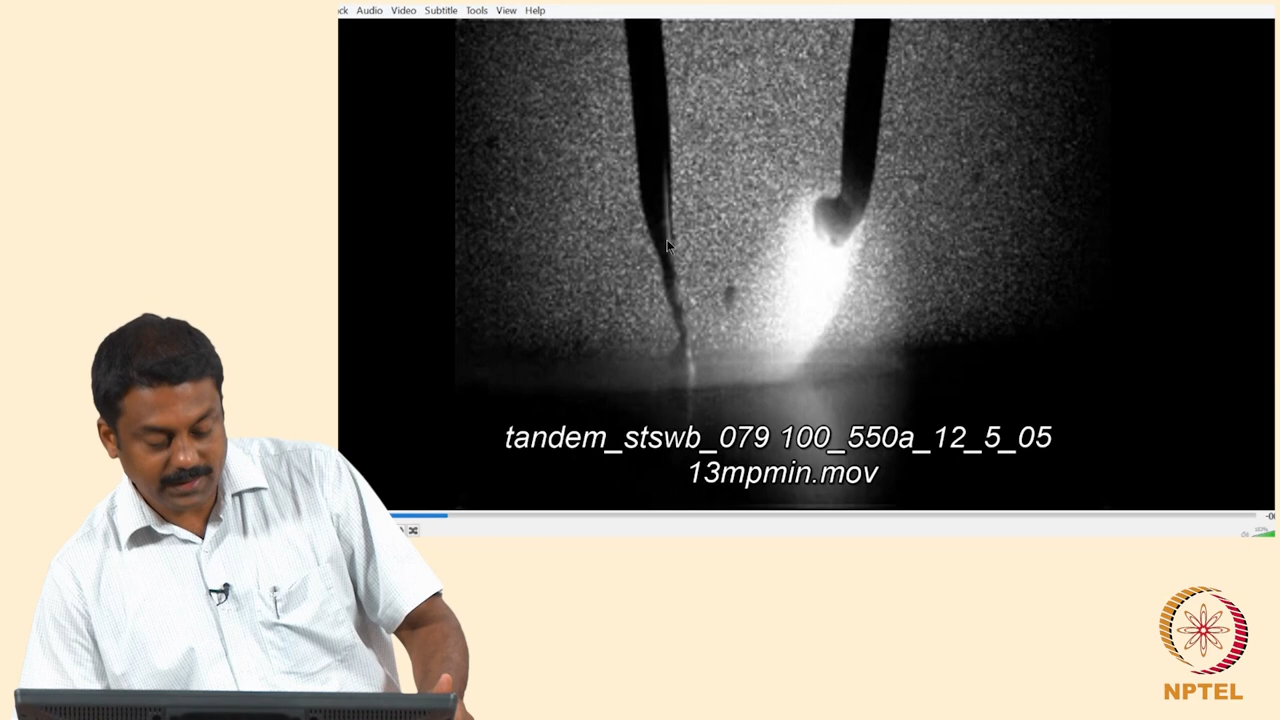 Audio Video Subtitle Tools View Help
tandem_stswb_079 100_550a_12_5_05
13mpmin.mov
NPTEL